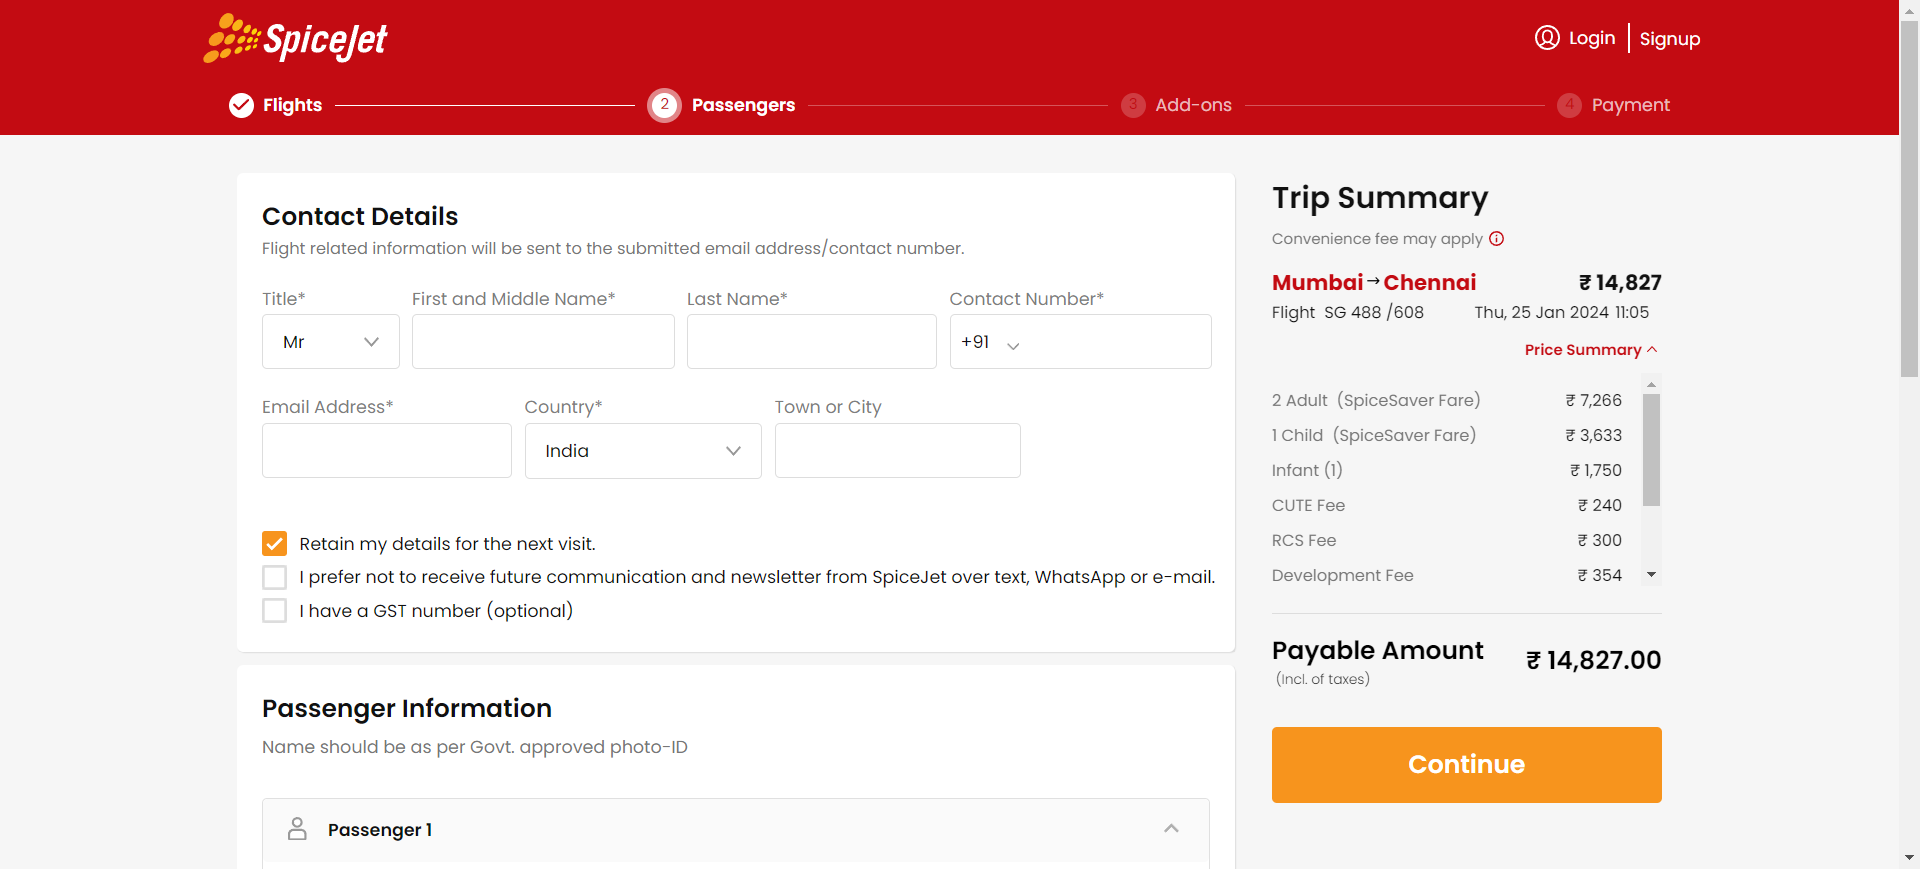 SpiceJet
Login
Signup
Flights
2
Passengers
3
Add-ons
4
Payment
Contact Details
Flight related information will be sent to the submitted email address/contact number.
Title*
First and Middle Name*
Last Name*
Contact Number*
Mr
+91
Email Address*
Country*
Town or City
India
Retain my details for the next visit.
I prefer not to receive future communication and newsletter from SpiceJet over text, WhatsApp or e-mail.
I have a GST number (optional)
Passenger Information
Name should be as per Govt. approved photo-ID
Passenger 1
Trip Summary
Convenience fee may apply
Mumbai→Chennai ₹ 14,827
Flight SG 488 /608 Thu, 25 Jan 2024 11:05
Price Summary
2 Adult (SpiceSaver Fare) ₹ 7,266
1 Child (SpiceSaver Fare) ₹ 3,633
Infant (1) ₹ 1,750
CUTE Fee ₹ 240
RCS Fee ₹ 300
Development Fee ₹ 354
Payable Amount ₹ 14,827.00
(Incl. of taxes)
Continue